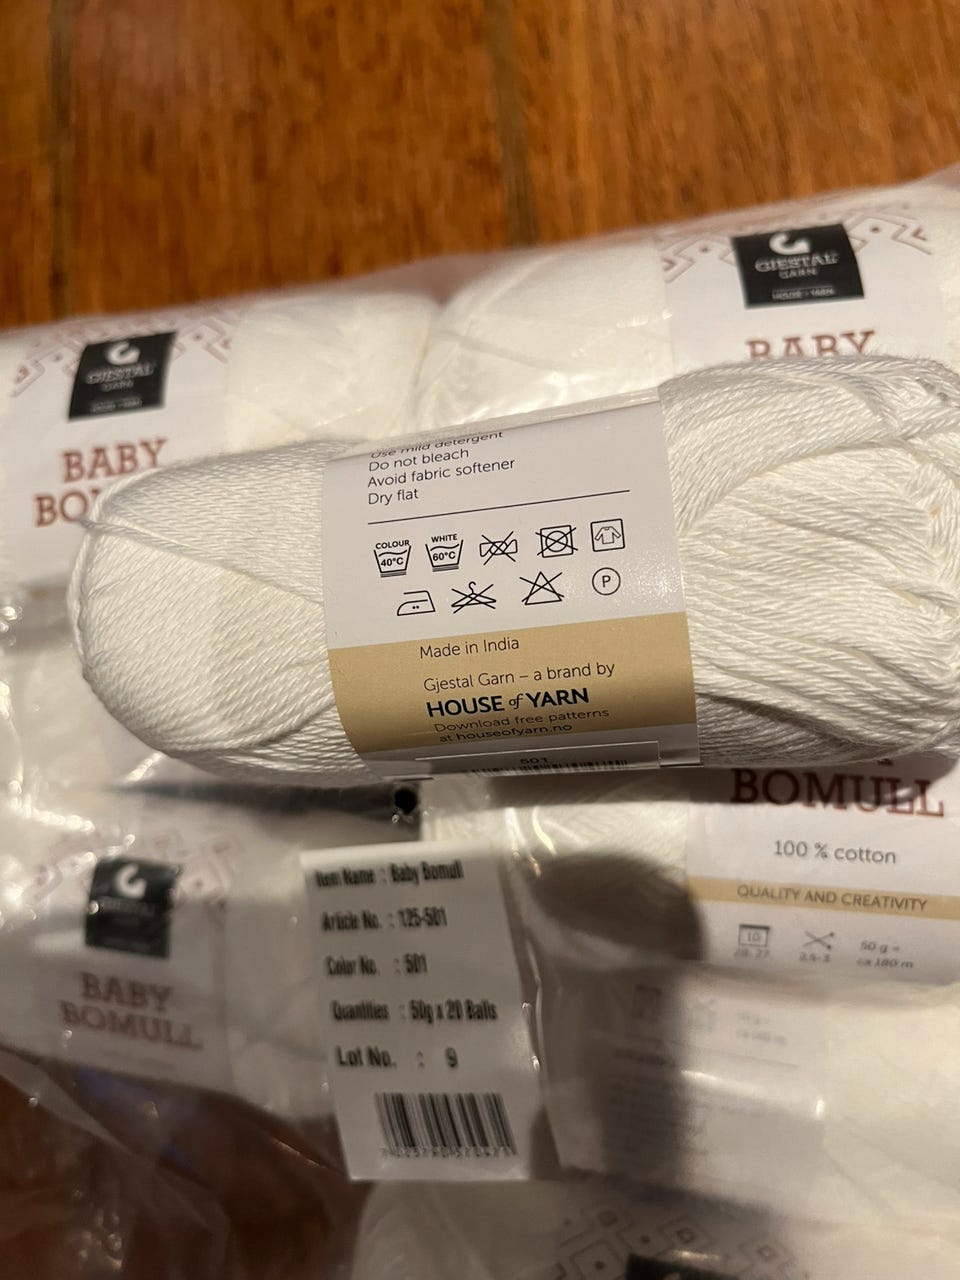 GJESTAL
GARN
HOUSE of YARN
BABY
GJESTAL
GARN
BABY
Use mild detergent
Do not bleach
Avoid fabric softener
Dry flat
COLOUR
40°C
WHITE
60°C
P
Made in India
Gjestal Garn – a brand by
HOUSE of YARN
Download free patterns
at houseofyarn.no
501
BOMULL
100 % cotton
QUALITY AND CREATIVITY
10
2.5-3
50 g =
ca 180 m
BABY
BOMULL
Item Name : Baby Bomull
Article No. : 125-501
Color No. : 501
Quantities : 50g x 20 Balls
Lot No. : 9